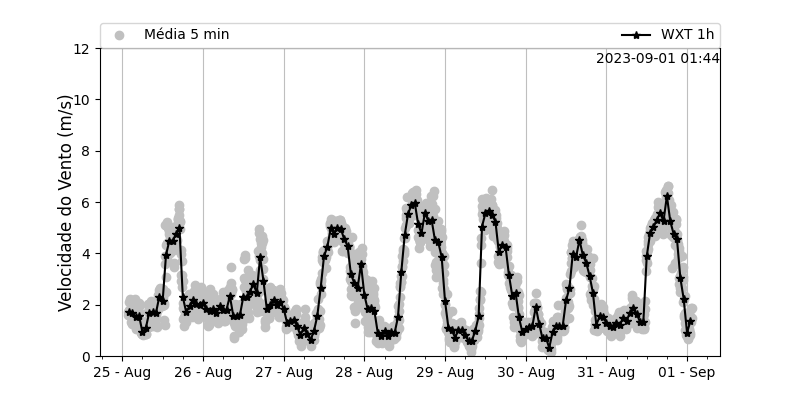 Média 5 min
WXT 1h
2023-09-01 01:44
Velocidade do Vento (m/s)
12
10
8
6
4
2
0
25 - Aug
26 - Aug
27 - Aug
28 - Aug
29 - Aug
30 - Aug
31 - Aug
01 - Sep